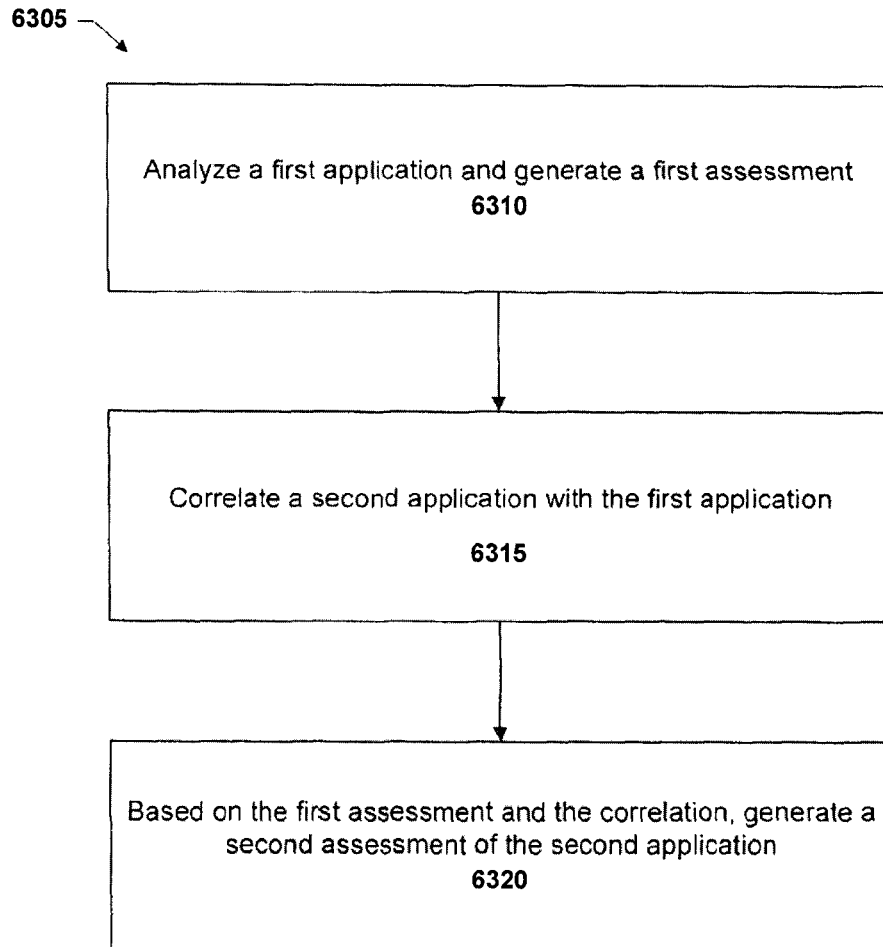 6305
Analyze a first application and generate a first assessment
6310
Correlate a second application with the first application
6315
Based on the first assessment and the correlation, generate a
second assessment of the second application
6320